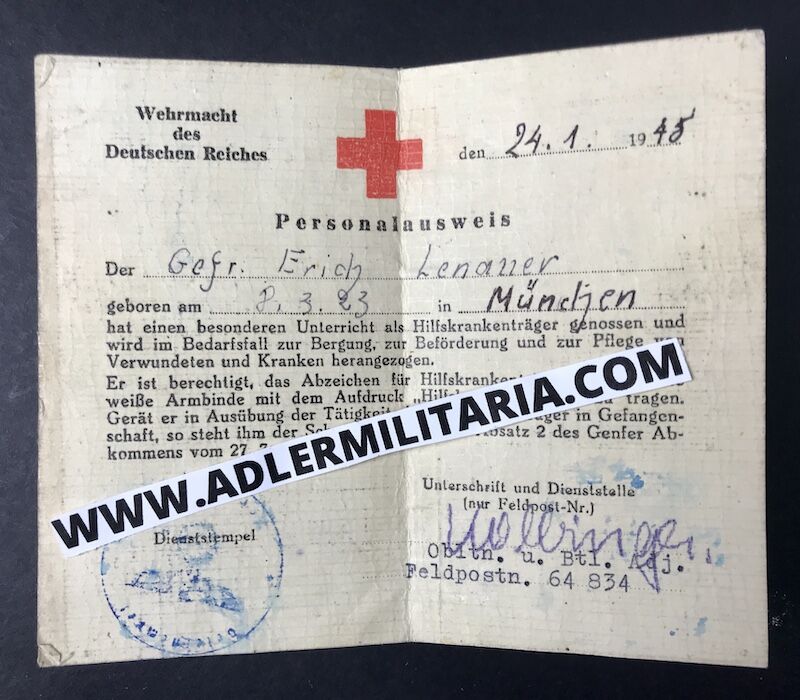 Wehrmacht
des
Deutschen Reiches
den 24.1. 1945
Personalausweis
Der Gefr. Erich Lenauer
geboren am 8.3.23 in München
hat einen besonderen Unterricht als Hilfskrankenträger genossen und
wird im Bedarfsfall zur Bergung, zur Beförderung und zur Pflege von
Verwundeten und Kranken herangezogen.
Er ist berechtigt, das Abzeichen für
weiße Armbinde mit dem Aufdruck tragen.
Gerät er in Ausübung der Tätigkeit in Gefangen-
schaft, so steht ihm der Absatz 2 des Genfer Ab-
kommens vom 27.
WWW.ADLERMILITARIA.COM
Unterschrift und Dienststelle
(nur Feldpost-Nr.)
Dienststempel
Obltn. u. Btl. Adj.
Feldpostn. 64 834